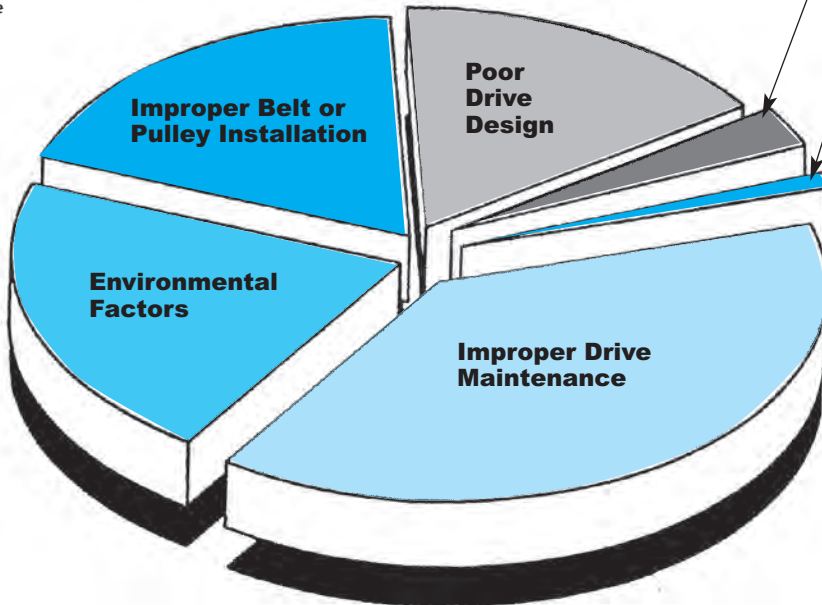 e
Improper Belt or
Pulley Installation
Poor
Drive
Design
Environmental
Factors
Improper Drive
Maintenance